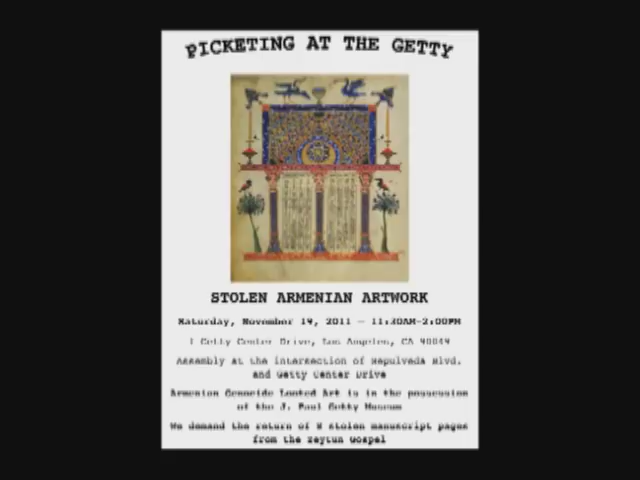 PICKETING AT THE GETTY
STOLEN ARMENIAN ARTWORK
Saturday, November 19, 2011 – 11:30AM-2:00PM
1 Getty Center Drive, Los Angeles, CA 90049
Assembly at the intersection of Sepulveda Blvd.
and Getty Center Drive
Armenian Genocide Looted Art is in the possession
of the J. Paul Getty Museum
We demand the return of 8 stolen manuscript pages
from the Zeytun Gospel